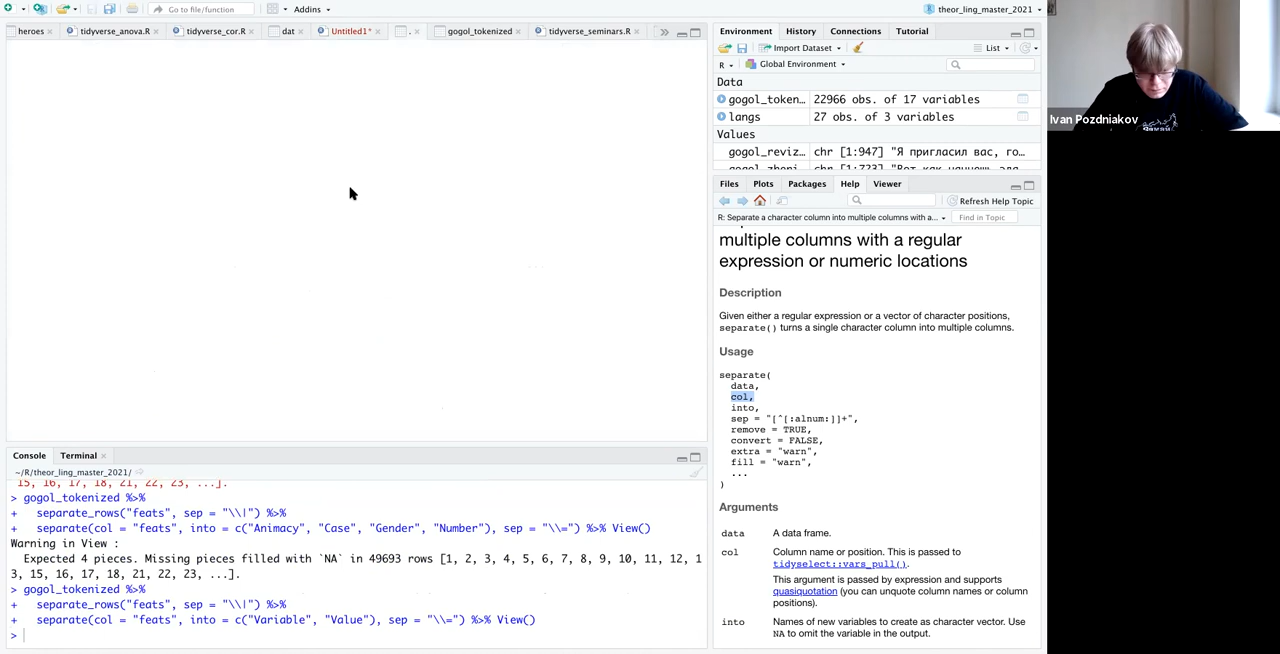 Go to file/function
Addins
theor_ling_master_2021
heroes
tidyverse_anova.R
tidyverse_cor.R
dat
Untitled1*
.
gogol_tokenized
tidyverse_seminars.R
Environment
History
Connections
Tutorial
Import Dataset
List
R
Global Environment
Data
gogol_token… 22966 obs. of 17 variables
langs 27 obs. of 3 variables
Values
gogol_reviz… chr [1:947] "Я пригласил вас, го…
Files
Plots
Packages
Help
Viewer
Refresh Help Topic
R: Separate a character column into multiple columns with a...
Find in Topic
multiple columns with a regular
expression or numeric locations
Description
Given either a regular expression or a vector of character positions,
separate() turns a single character column into multiple columns.
Usage
separate(
data,
col,
into,
sep = "[^[:alnum:]]+",
remove = TRUE,
convert = FALSE,
extra = "warn",
fill = "warn",
...
)
Arguments
data A data frame.
col Column name or position. This is passed to
tidyselect::vars_pull().
This argument is passed by expression and supports
quasiquotation (you can unquote column names or column
positions).
into Names of new variables to create as character vector. Use
NA to omit the variable in the output.
Console
Terminal
~/R/theor_ling_master_2021/
15, 16, 17, 18, 21, 22, 23, ...].
> gogol_tokenized %>%
+ separate_rows("feats", sep = "\\|") %>%
+ separate(col = "feats", into = c("Animacy", "Case", "Gender", "Number"), sep = "\\=") %>% View()
Warning in View :
Expected 4 pieces. Missing pieces filled with `NA` in 49693 rows [1, 2, 3, 4, 5, 6, 7, 8, 9, 10, 11, 12, 1
3, 15, 16, 17, 18, 21, 22, 23, ...].
> gogol_tokenized %>%
+ separate_rows("feats", sep = "\\|") %>%
+ separate(col = "feats", into = c("Variable", "Value"), sep = "\\=") %>% View()
>
Ivan Pozdniakov